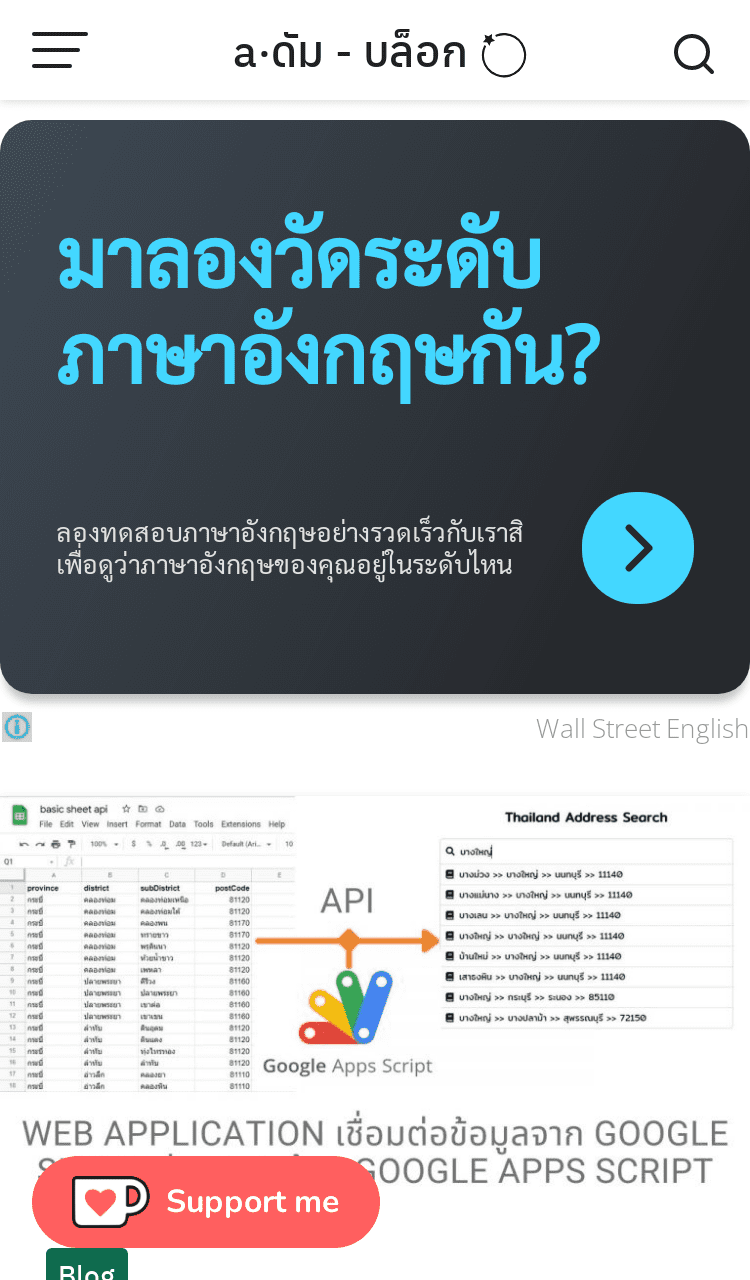 a·ดัม - บล็อก
มาลองวัดระดับ
ภาษาอังกฤษกัน?
ลองทดสอบภาษาอังกฤษอย่างรวดเร็วกับเราสิ
เพื่อดูว่าภาษาอังกฤษของคุณอยู่ในระดับไหน
Wall Street English
basic sheet api
File Edit View Insert Format Data Tools Extensions Help
100% $ % .0 .00 123 Default (Ari... 10
Q1 fx
A B C D E
1 province district subDistrict postCode
2 กระบี่ คลองท่อม คลองท่อมเหนือ 81120
3 กระบี่ คลองท่อม คลองท่อมใต้ 81120
4 กระบี่ คลองท่อม คลองพน 81170
5 กระบี่ คลองท่อม ทรายขาว 81170
6 กระบี่ คลองท่อม พรุดินนา 81120
7 กระบี่ คลองท่อม ห้วยน้ำขาว 81120
8 กระบี่ คลองท่อม เพหลา 81120
9 กระบี่ ปลายพระยา คีรีวง 81160
10 กระบี่ ปลายพระยา ปลายพระยา 81160
11 กระบี่ ปลายพระยา เขาต่อ 81160
12 กระบี่ ปลายพระยา เขาเขน 81160
13 กระบี่ ลำทับ ดินอุดม 81120
14 กระบี่ ลำทับ ดินแดง 81120
15 กระบี่ ลำทับ ทุ่งไทรทอง 81120
16 กระบี่ ลำทับ ลำทับ 81120
17 กระบี่ อ่าวลึก คลองยา 81110
18 กระบี่ อ่าวลึก คลองหิน 81110
API
Google Apps Script
Thailand Address Search
บางใหญ่
บางม่วง >> บางใหญ่ >> นนทบุรี >> 11140
บางแม่นาง >> บางใหญ่ >> นนทบุรี >> 11140
บางเลน >> บางใหญ่ >> นนทบุรี >> 11140
บางใหญ่ >> บางใหญ่ >> นนทบุรี >> 11140
บ้านใหม่ >> บางใหญ่ >> นนทบุรี >> 11140
เสาธงหิน >> บางใหญ่ >> นนทบุรี >> 11140
บางใหญ่ >> กระบุรี >> ระนอง >> 85110
บางใหญ่ >> บางปลาม้า >> สุพรรณบุรี >> 72150
WEB APPLICATION เชื่อมต่อข้อมูลจาก GOOGLE
GOOGLE APPS SCRIPT
Support me
Blog